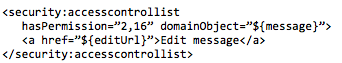 <security:accesscontrollist
hasPermission=”2,16” domainObject=”${message}”>
<a href=”${editUrl}”>Edit message</a>
</security:accesscontrollist>